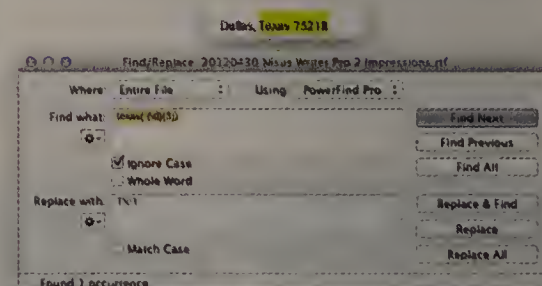 Dallas, Texas 75218
Find/Replace 20120430 Nisus Writer Pro 2 Impressions.rtf
Where: Entire File Using PowerFind Pro
Find what:
Find Next
Find Previous
Ignore Case
Find All
Whole Word
Replace with:
Replace & Find
Replace
Match Case
Replace All
Found 1 occurrence